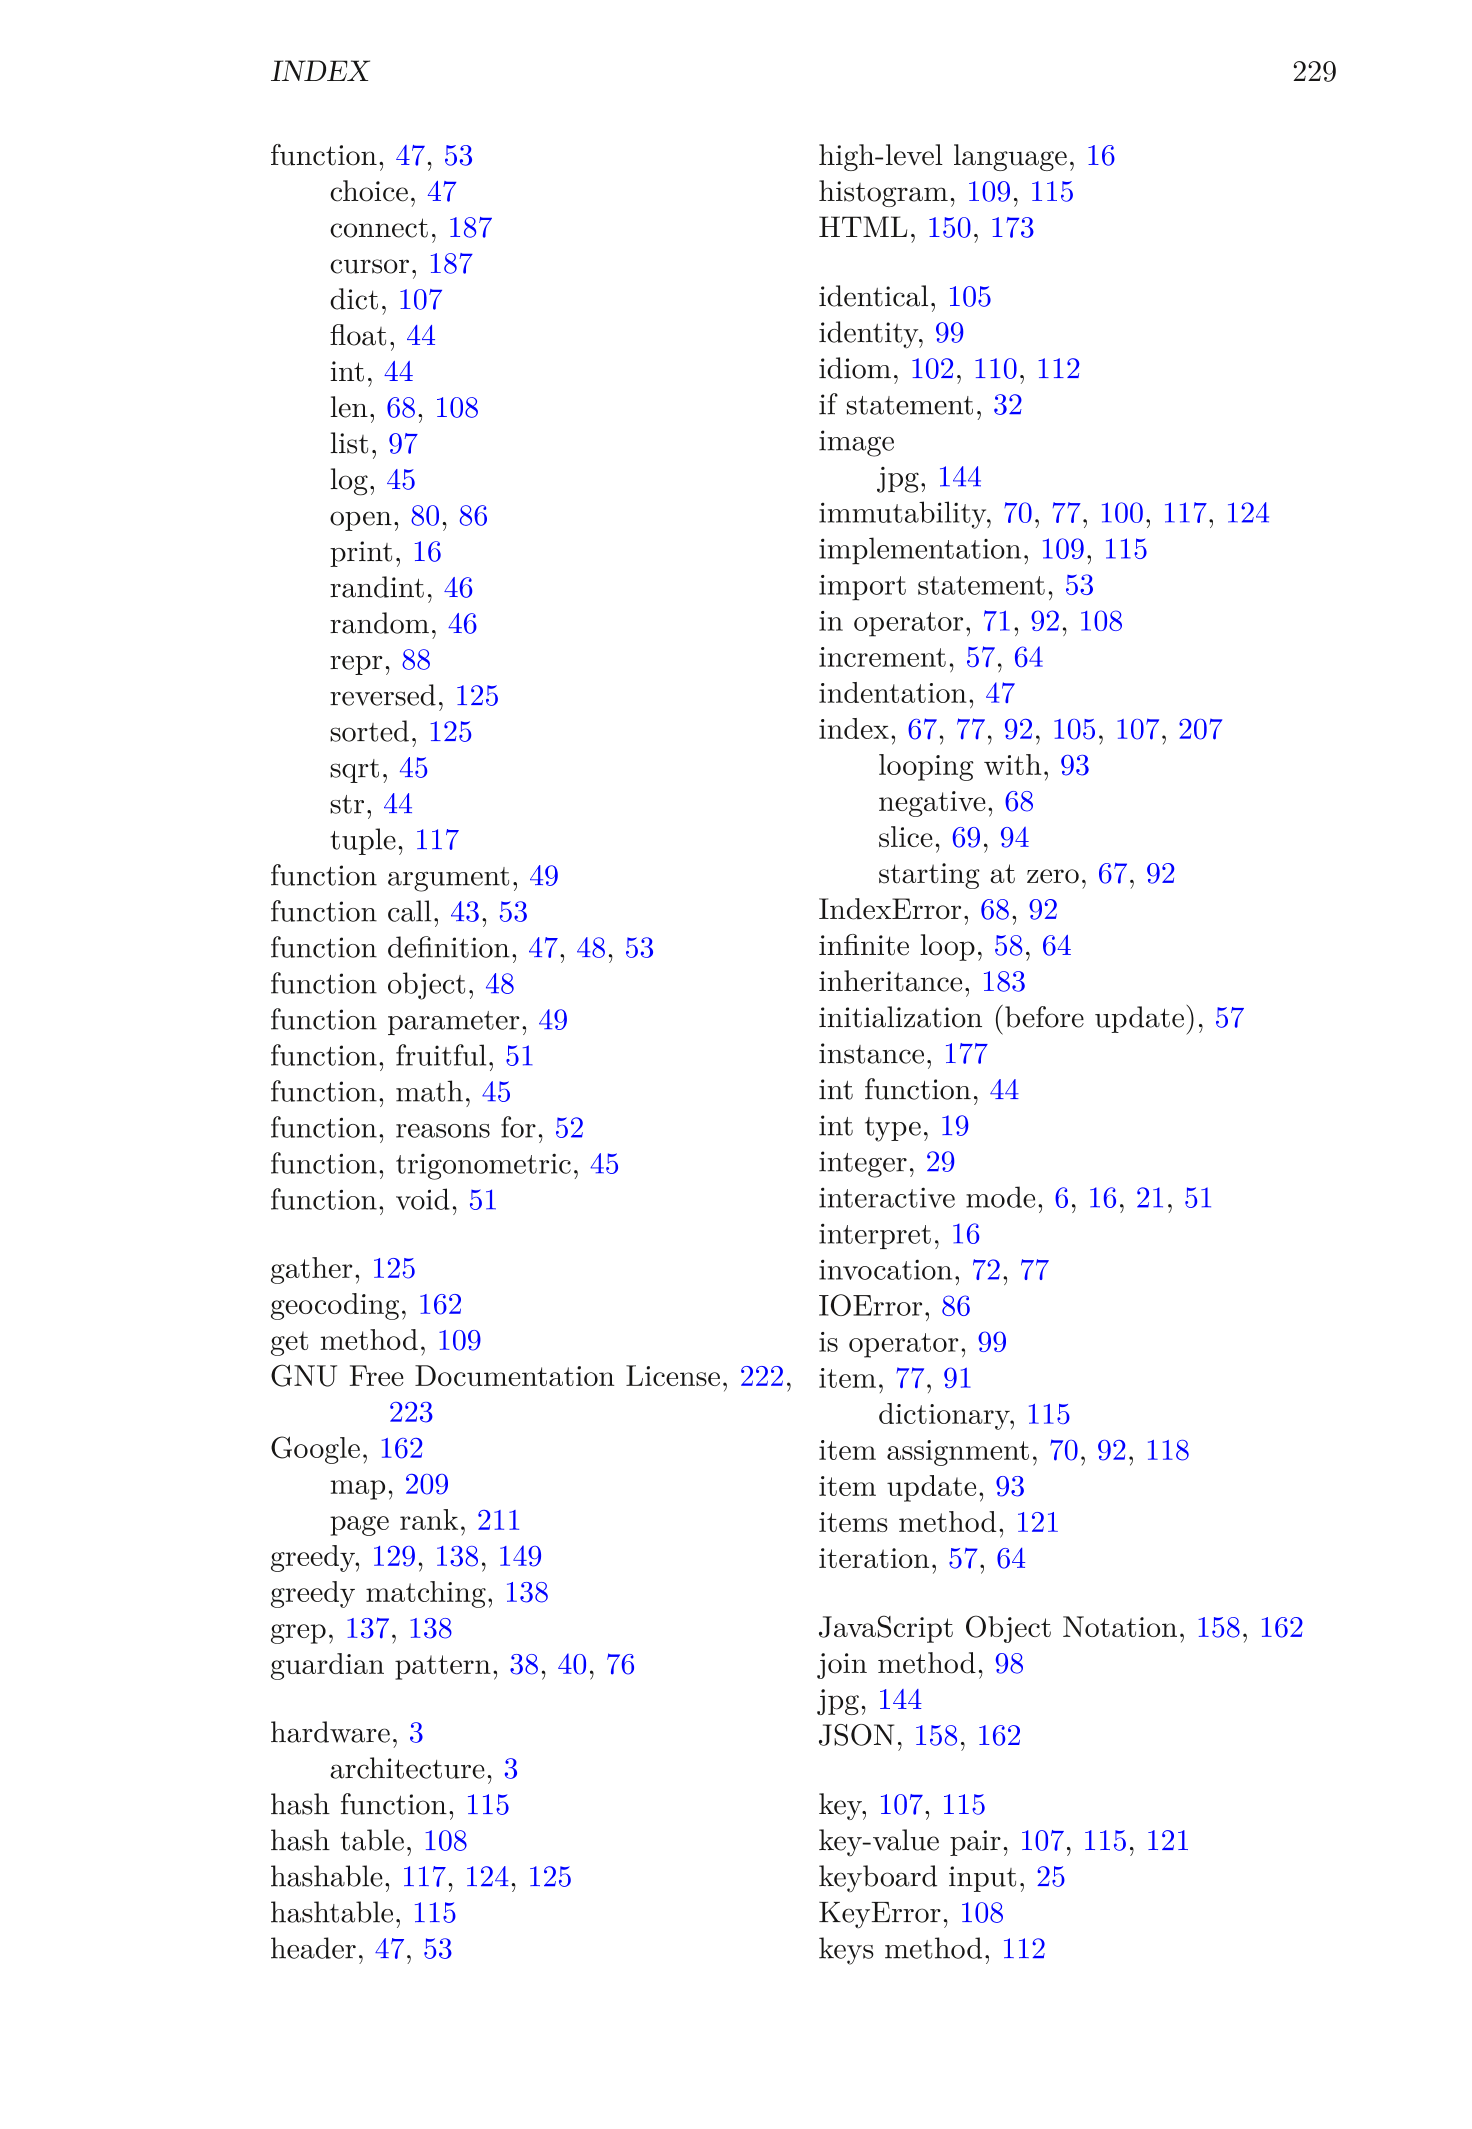 INDEX 229
function, 47, 53
choice, 47
connect, 187
cursor, 187
dict, 107
float, 44
int, 44
len, 68, 108
list, 97
log, 45
open, 80, 86
print, 16
randint, 46
random, 46
repr, 88
reversed, 125
sorted, 125
sqrt, 45
str, 44
tuple, 117
function argument, 49
function call, 43, 53
function definition, 47, 48, 53
function object, 48
function parameter, 49
function, fruitful, 51
function, math, 45
function, reasons for, 52
function, trigonometric, 45
function, void, 51
gather, 125
geocoding, 162
get method, 109
GNU Free Documentation License, 222,
223
Google, 162
map, 209
page rank, 211
greedy, 129, 138, 149
greedy matching, 138
grep, 137, 138
guardian pattern, 38, 40, 76
hardware, 3
architecture, 3
hash function, 115
hash table, 108
hashable, 117, 124, 125
hashtable, 115
header, 47, 53
high-level language, 16
histogram, 109, 115
HTML, 150, 173
identical, 105
identity, 99
idiom, 102, 110, 112
if statement, 32
image
jpg, 144
immutability, 70, 77, 100, 117, 124
implementation, 109, 115
import statement, 53
in operator, 71, 92, 108
increment, 57, 64
indentation, 47
index, 67, 77, 92, 105, 107, 207
looping with, 93
negative, 68
slice, 69, 94
starting at zero, 67, 92
IndexError, 68, 92
infinite loop, 58, 64
inheritance, 183
initialization (before update), 57
instance, 177
int function, 44
int type, 19
integer, 29
interactive mode, 6, 16, 21, 51
interpret, 16
invocation, 72, 77
IOError, 86
is operator, 99
item, 77, 91
dictionary, 115
item assignment, 70, 92, 118
item update, 93
items method, 121
iteration, 57, 64
JavaScript Object Notation, 158, 162
join method, 98
jpg, 144
JSON, 158, 162
key, 107, 115
key-value pair, 107, 115, 121
keyboard input, 25
KeyError, 108
keys method, 112